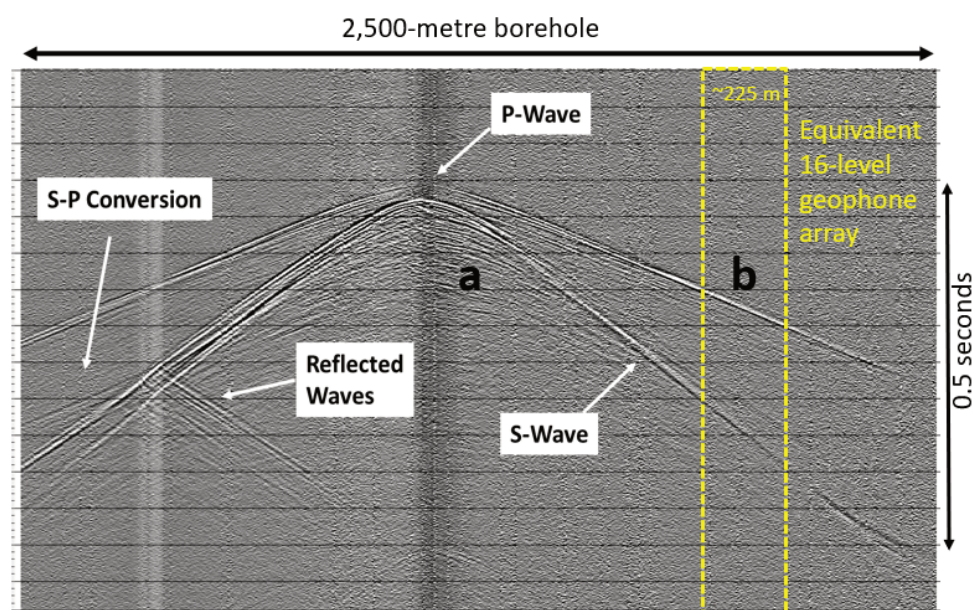 2,500-metre borehole
~225 m
P-Wave
Equivalent
16-level
geophone
array
S-P Conversion
a
b
0.5 seconds
Reflected
Waves
S-Wave